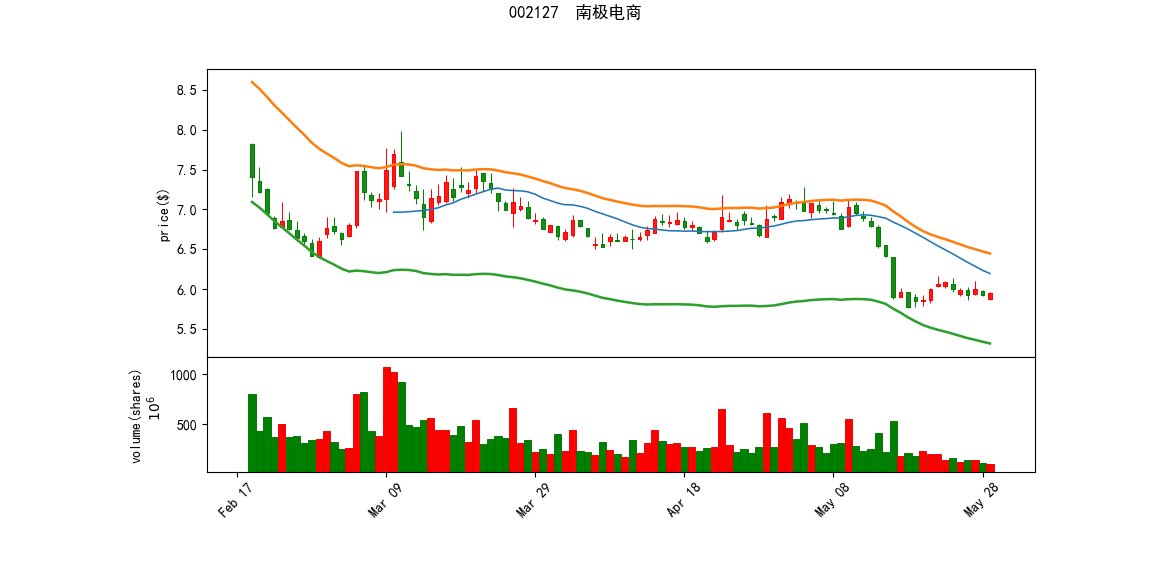 002127 南极电商
price($)
8.5
8.0
7.5
7.0
6.5
6.0
5.5
volume(shares)
10^6
1000
500
Feb 17
Mar 09
Mar 29
Apr 18
May 08
May 28